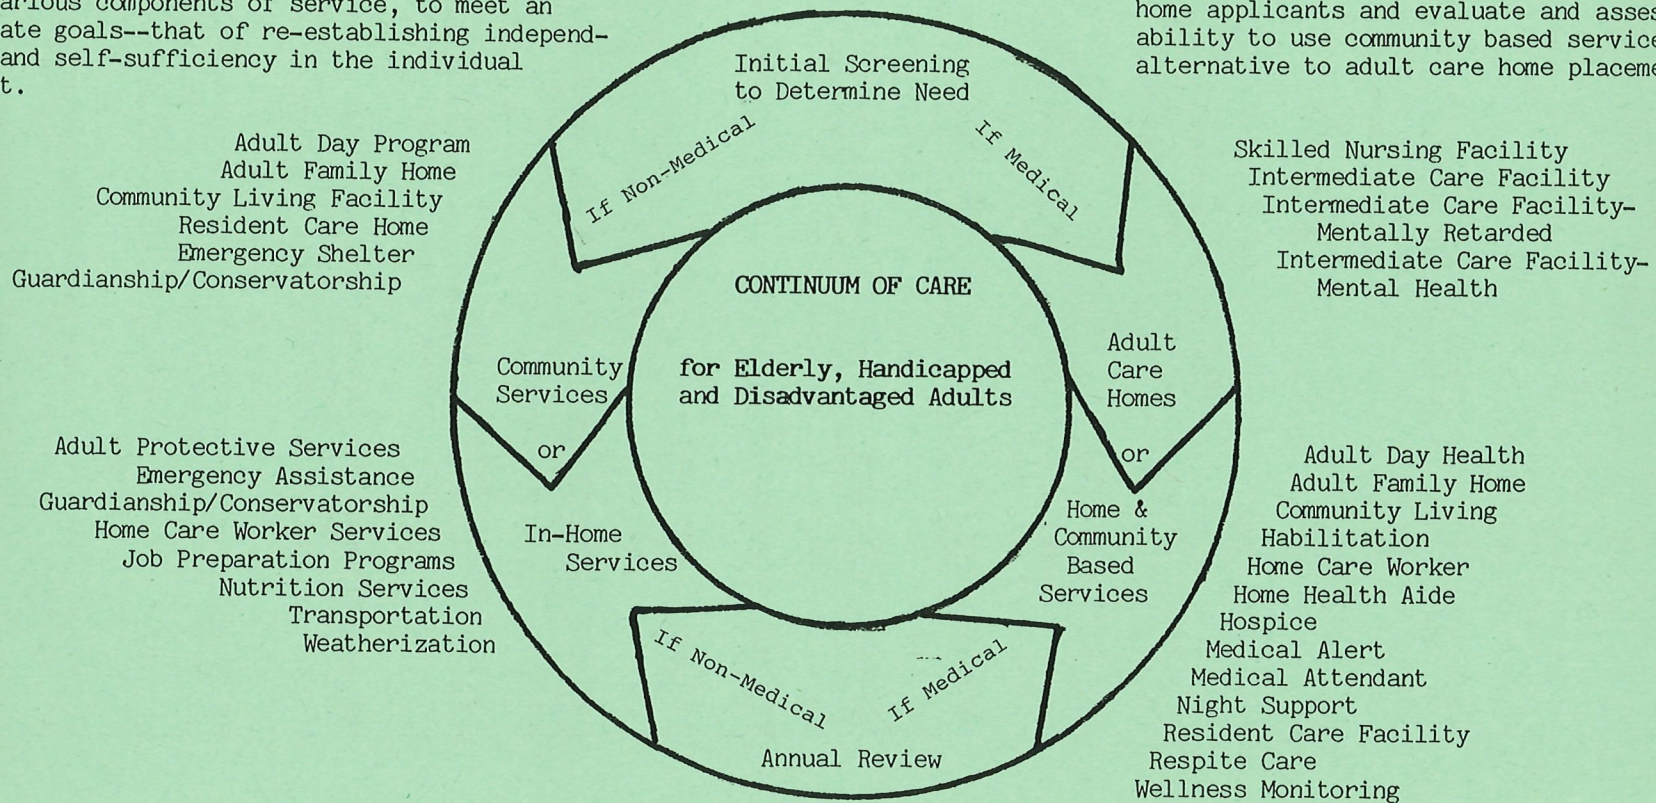 arious components of service, to meet an
ate goals--that of re-establishing independ-
and self-sufficiency in the individual
t.
home applicants and evaluate and asses
ability to use community based service
alternative to adult care home placeme
Initial Screening
to Determine Need
If Non-Medical
If Medical
Adult Day Program
Adult Family Home
Community Living Facility
Resident Care Home
Emergency Shelter
Guardianship/Conservatorship
Skilled Nursing Facility
Intermediate Care Facility
Intermediate Care Facility-
Mentally Retarded
Intermediate Care Facility-
Mental Health
CONTINUUM OF CARE
for Elderly, Handicapped
and Disadvantaged Adults
Community
Services
or
In-Home
Services
Adult
Care
Homes
or
Home &
Community
Based
Services
Adult Protective Services
Emergency Assistance
Guardianship/Conservatorship
Home Care Worker Services
Job Preparation Programs
Nutrition Services
Transportation
Weatherization
Adult Day Health
Adult Family Home
Community Living
Habilitation
Home Care Worker
Home Health Aide
Hospice
Medical Alert
Medical Attendant
Night Support
Resident Care Facility
Respite Care
Wellness Monitoring
If Non-Medical
If Medical
Annual Review